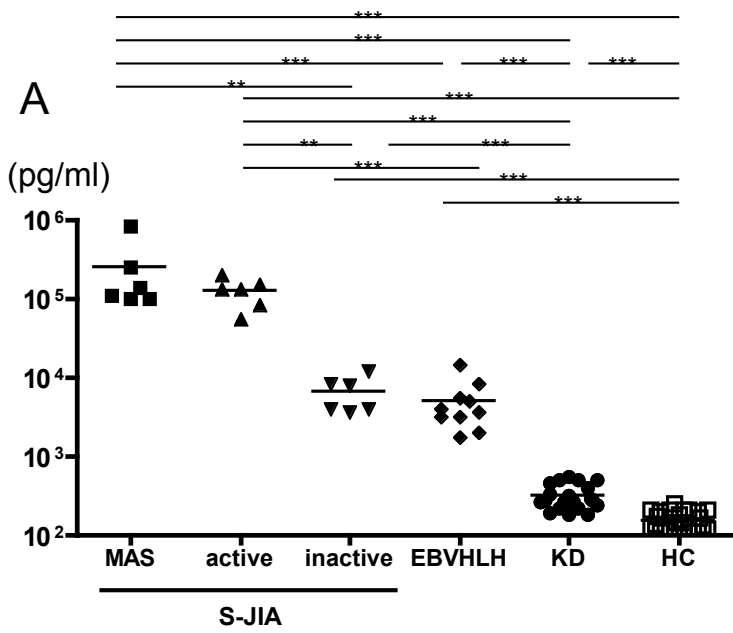 ***
***
*** *** ***
**
A
***
***
** ***
***
(pg/ml)
***
***
10⁶
10⁵
10⁴
10³
10²
MAS active inactive EBVHLH KD HC
S-JIA